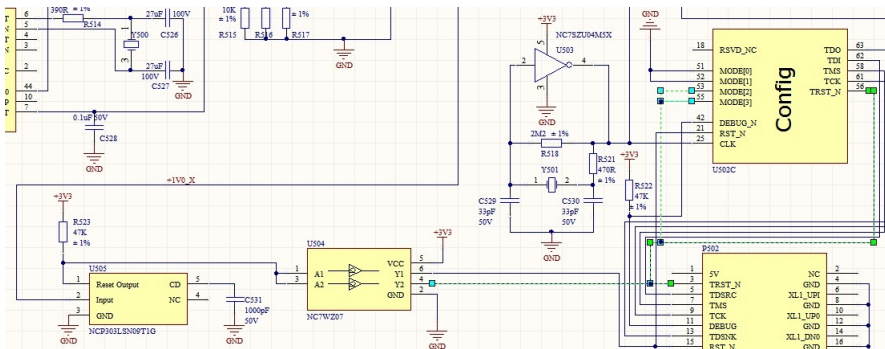 390R ± 1%
R514
27uF 100V
C526
Y500
27uF
100V
C527
GND
T 6
N 5
T 4
N 3
C 2
44
P 10
T 7
0.1uF 50V
C528
GND
10K
± 1%
± 1%
R515 R516 R517
GND
+3V3
NC7SZU04M5X
U503
5
2 4
3
GND
2M2 ± 1%
R518
R521
470R
± 1%
Y501
1 2
C529
33pF
50V
C530
33pF
50V
GND
+3V3
R522
47K
± 1%
GND
18 RSVD_NC
51 MODE[0]
52 MODE[1]
53 MODE[2]
55 MODE[3]
42 DEBUG_N
21 RST_N
25 CLK
Config
TDO 63
TDI 62
TMS 58
TCK 61
TRST_N 56
U502C
+1V0_X
+3V3
R523
47K
± 1%
U505
1 Reset Output CD 5
2 Input NC 4
3 GND
NCP303LSN09T1G
GND
C531
1000pF
50V
GND
U504
1 A1
3 A2
VCC 5
Y1 6
Y2 4
GND 2
NC7WZ07
+3V3
GND
P502
1 5V NC 2
3 TRST_N GND 4
5 TDSRC XL1_UPI 6
7 TMS GND 8
9 TCK XL1_UP0 10
11 DEBUG GND 12
13 TDSNK XL1_DN0 14
15 RST_N GND 16